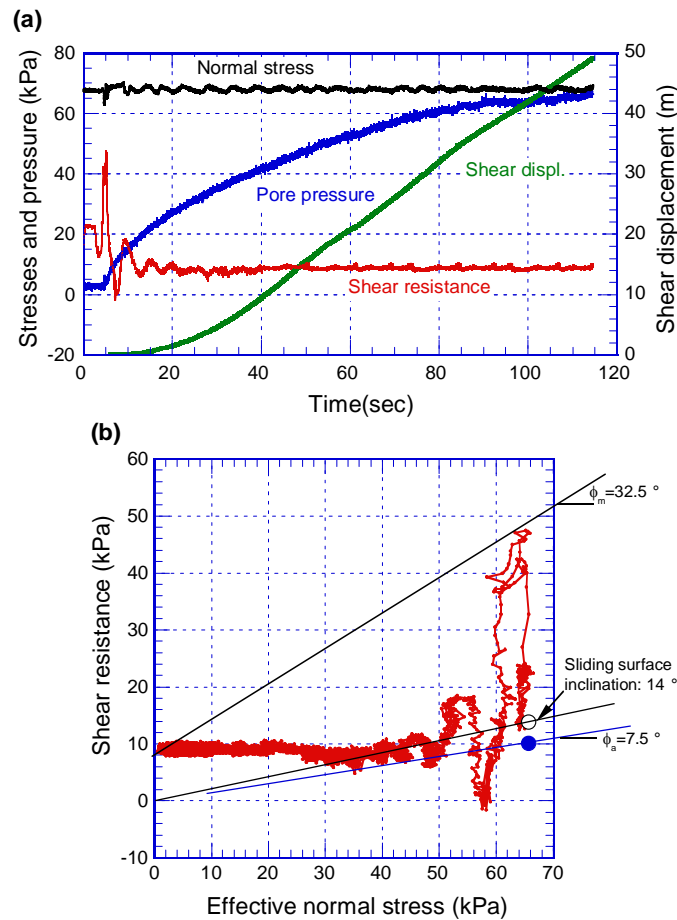 (a)
80
60
40
20
0
-20
Stresses and pressure (kPa)
Normal stress
Pore pressure
Shear displ.
Shear resistance
50
40
30
20
10
0
Shear displacement (m)
0 20 40 60 80 100 120
Time(sec)
(b)
60
50
40
30
20
10
0
-10
Shear resistance (kPa)
ϕm=32.5 °
Sliding surface
inclination: 14 °
ϕa=7.5 °
0 10 20 30 40 50 60 70
Effective normal stress (kPa)